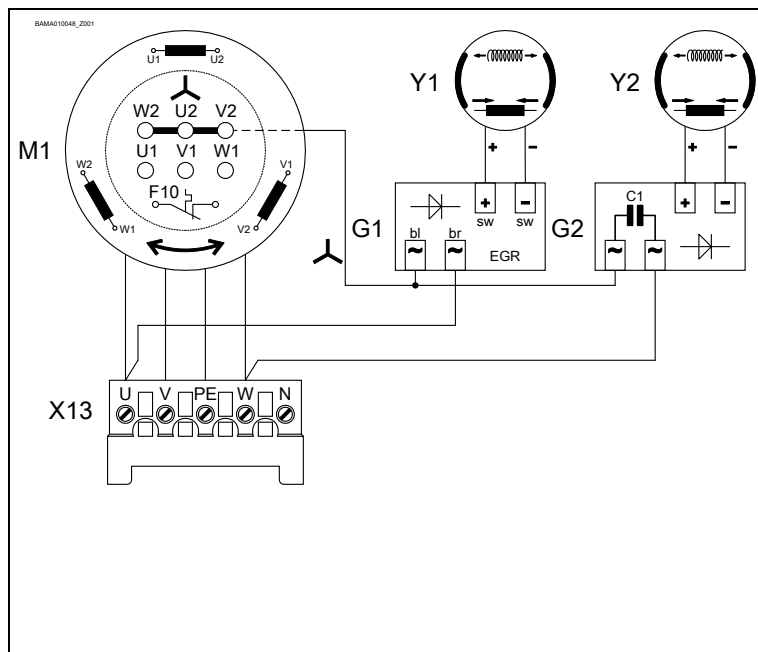 BAMA010048_Z001
U1 U2
W2 U2 V2
U1 V1 W1
F10
W2
W1
V1
V2
M1
Y1
+ -
G1
+ -
sw sw
bl br
~ ~
EGR
Y2
+ -
G2
C1
+ -
~ ~
X13
U V PE W N